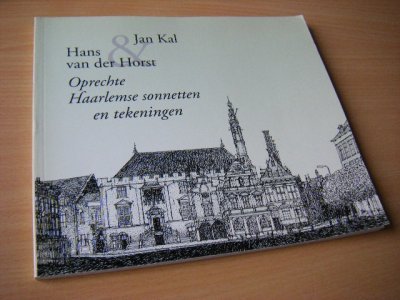 Jan Kal
&
Hans
van der Horst
Oprechte
Haarlemse sonnetten
en tekeningen